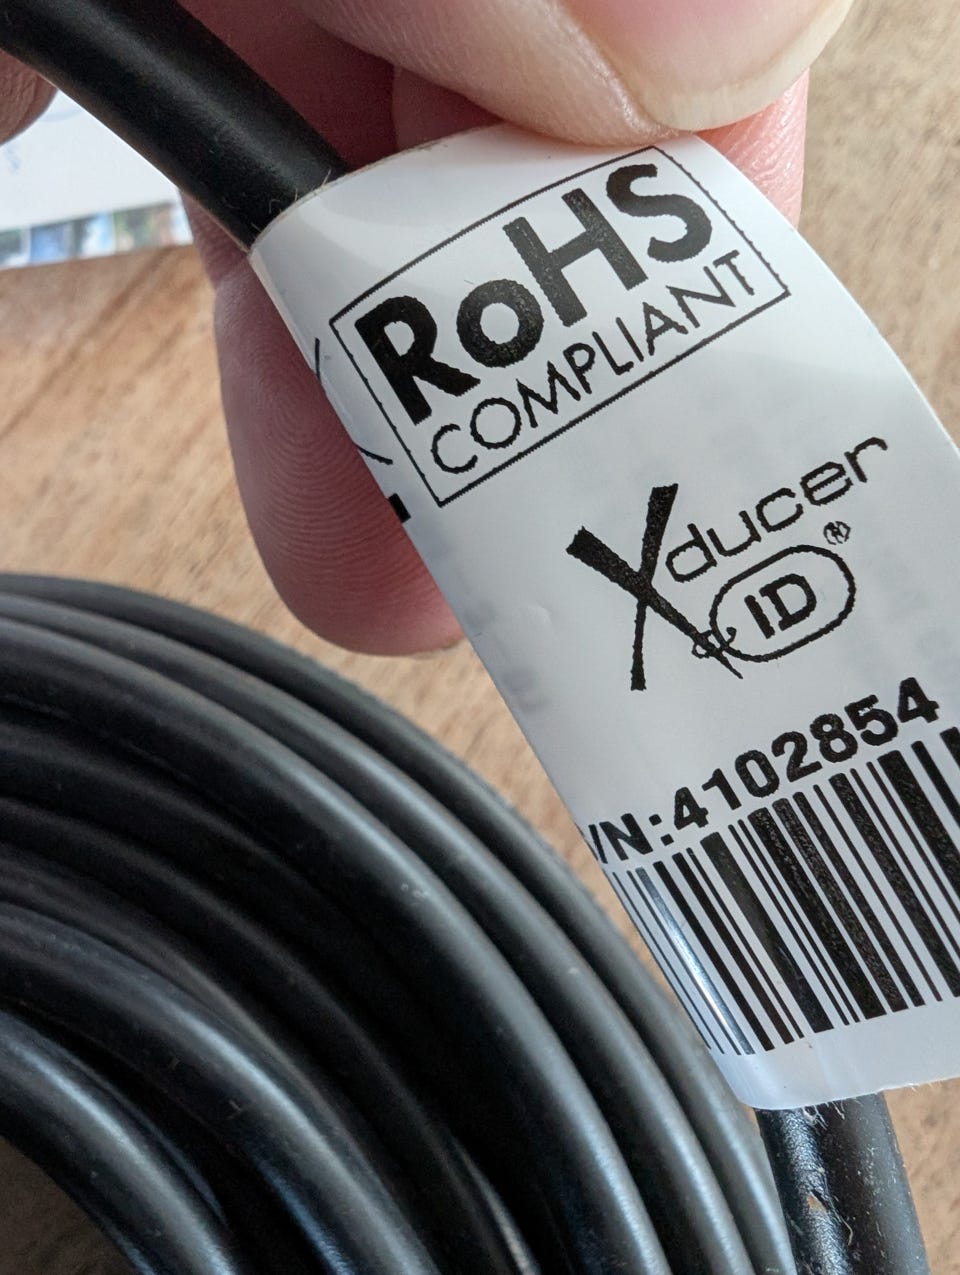 RoHS
COMPLIANT
Xducer®
ID
/N:4102854